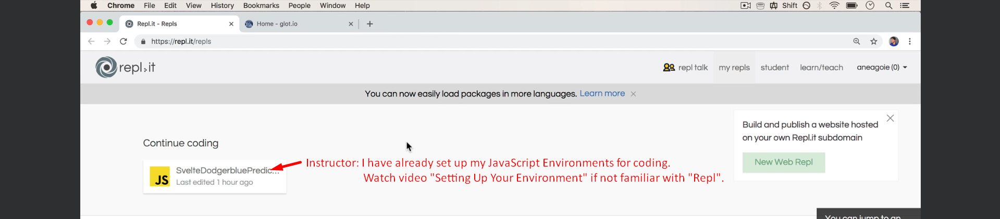 Chrome File Edit View History Bookmarks People Window Help Shift
Repl.it - Repls Home - glot.io
https://repl.it/repls
repl.it repl talk my repls student learn/teach aneagoie (0)
You can now easily load packages in more languages. Learn more
Build and publish a website hosted
on your own Repl.it subdomain
New Web Repl
Continue coding
JS SvelteDodgerbluePredic...
Last edited 1 hour ago
Instructor: I have already set up my JavaScript Environments for coding.
Watch video "Setting Up Your Environment" if not familiar with "Repl".
You can jump to an